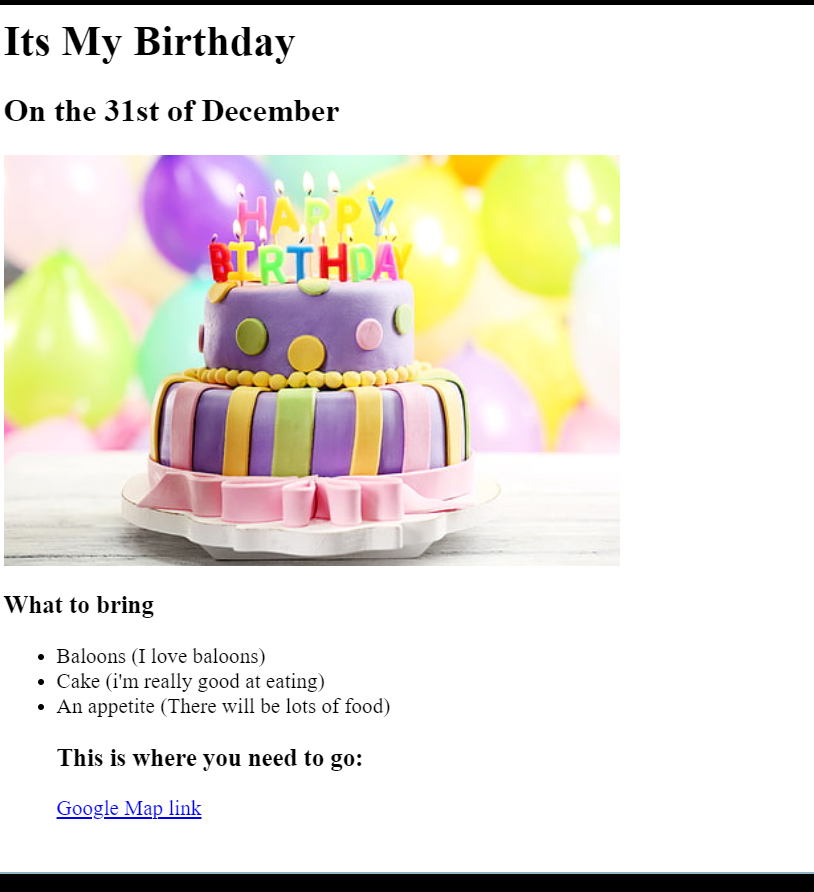 Its My Birthday
On the 31st of December
HAPPY
BIRTHDAY
What to bring
Baloons (I love baloons)
Cake (i'm really good at eating)
An appetite (There will be lots of food)
This is where you need to go:
Google Map link